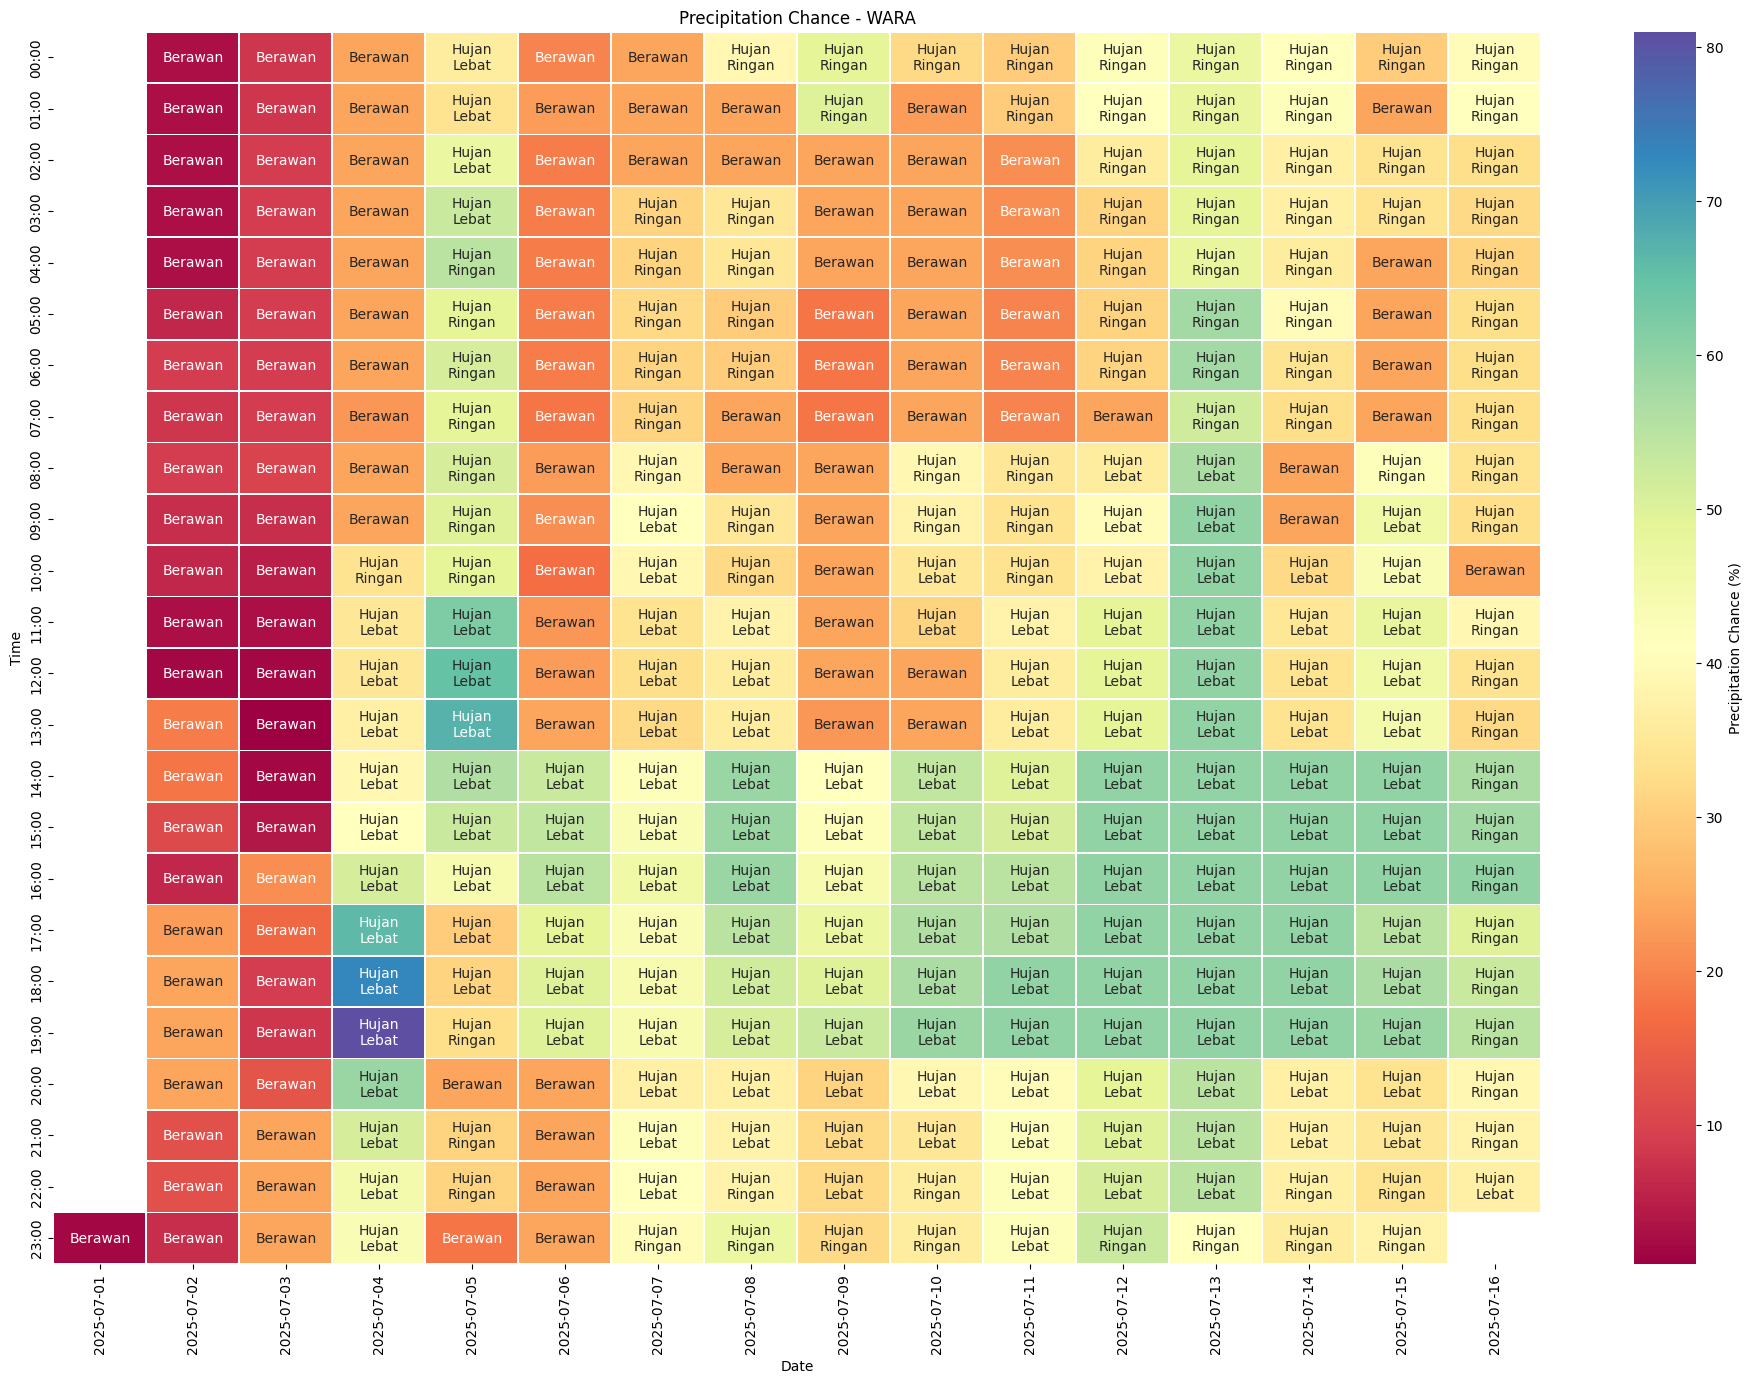 Precipitation Chance - WARA
00:00 Berawan Berawan Berawan Hujan Lebat Berawan Berawan Hujan Ringan Hujan Ringan Hujan Ringan Hujan Ringan Hujan Ringan Hujan Ringan Hujan Ringan Hujan Ringan Hujan Ringan
01:00 Berawan Berawan Berawan Hujan Lebat Berawan Berawan Berawan Hujan Ringan Berawan Hujan Ringan Hujan Ringan Hujan Ringan Hujan Ringan Berawan Hujan Ringan
02:00 Berawan Berawan Berawan Hujan Lebat Berawan Berawan Berawan Berawan Berawan Berawan Hujan Ringan Hujan Ringan Hujan Ringan Hujan Ringan Hujan Ringan
03:00 Berawan Berawan Berawan Hujan Lebat Berawan Hujan Ringan Hujan Ringan Berawan Berawan Berawan Hujan Ringan Hujan Ringan Hujan Ringan Hujan Ringan Hujan Ringan
04:00 Berawan Berawan Berawan Hujan Ringan Berawan Hujan Ringan Hujan Ringan Berawan Berawan Berawan Hujan Ringan Hujan Ringan Hujan Ringan Berawan Hujan Ringan
05:00 Berawan Berawan Berawan Hujan Ringan Berawan Hujan Ringan Hujan Ringan Berawan Berawan Berawan Hujan Ringan Hujan Ringan Hujan Ringan Berawan Hujan Ringan
06:00 Berawan Berawan Berawan Hujan Ringan Berawan Hujan Ringan Hujan Ringan Berawan Berawan Berawan Hujan Ringan Hujan Ringan Hujan Ringan Berawan Hujan Ringan
07:00 Berawan Berawan Berawan Hujan Ringan Berawan Hujan Ringan Berawan Berawan Berawan Berawan Berawan Hujan Ringan Hujan Ringan Berawan Hujan Ringan
08:00 Berawan Berawan Berawan Hujan Ringan Berawan Hujan Ringan Berawan Berawan Hujan Ringan Hujan Ringan Hujan Lebat Hujan Lebat Berawan Hujan Ringan Hujan Ringan
09:00 Berawan Berawan Berawan Hujan Ringan Berawan Hujan Lebat Hujan Ringan Berawan Hujan Ringan Hujan Ringan Hujan Lebat Hujan Lebat Berawan Hujan Lebat Hujan Ringan
10:00 Berawan Berawan Hujan Ringan Hujan Ringan Berawan Hujan Lebat Hujan Ringan Berawan Hujan Lebat Hujan Ringan Hujan Lebat Hujan Lebat Hujan Lebat Hujan Lebat Berawan
11:00 Berawan Berawan Hujan Lebat Hujan Lebat Berawan Hujan Lebat Hujan Lebat Berawan Hujan Lebat Hujan Lebat Hujan Lebat Hujan Lebat Hujan Lebat Hujan Lebat Hujan Ringan
12:00 Berawan Berawan Hujan Lebat Hujan Lebat Berawan Hujan Lebat Hujan Lebat Berawan Berawan Hujan Lebat Hujan Lebat Hujan Lebat Hujan Lebat Hujan Lebat Hujan Ringan
13:00 Berawan Berawan Hujan Lebat Hujan Lebat Berawan Hujan Lebat Hujan Lebat Berawan Berawan Hujan Lebat Hujan Lebat Hujan Lebat Hujan Lebat Hujan Lebat Hujan Ringan
14:00 Berawan Berawan Hujan Lebat Hujan Lebat Hujan Lebat Hujan Lebat Hujan Lebat Hujan Lebat Hujan Lebat Hujan Lebat Hujan Lebat Hujan Lebat Hujan Lebat Hujan Lebat Hujan Ringan
15:00 Berawan Berawan Hujan Lebat Hujan Lebat Hujan Lebat Hujan Lebat Hujan Lebat Hujan Lebat Hujan Lebat Hujan Lebat Hujan Lebat Hujan Lebat Hujan Lebat Hujan Lebat Hujan Ringan
16:00 Berawan Berawan Hujan Lebat Hujan Lebat Hujan Lebat Hujan Lebat Hujan Lebat Hujan Lebat Hujan Lebat Hujan Lebat Hujan Lebat Hujan Lebat Hujan Lebat Hujan Lebat Hujan Ringan
17:00 Berawan Berawan Hujan Lebat Hujan Lebat Hujan Lebat Hujan Lebat Hujan Lebat Hujan Lebat Hujan Lebat Hujan Lebat Hujan Lebat Hujan Lebat Hujan Lebat Hujan Lebat Hujan Ringan
18:00 Berawan Berawan Hujan Lebat Hujan Lebat Hujan Lebat Hujan Lebat Hujan Lebat Hujan Lebat Hujan Lebat Hujan Lebat Hujan Lebat Hujan Lebat Hujan Lebat Hujan Lebat Hujan Ringan
19:00 Berawan Berawan Hujan Lebat Hujan Ringan Hujan Lebat Hujan Lebat Hujan Lebat Hujan Lebat Hujan Lebat Hujan Lebat Hujan Lebat Hujan Lebat Hujan Lebat Hujan Lebat Hujan Ringan
20:00 Berawan Berawan Hujan Lebat Berawan Berawan Hujan Lebat Hujan Lebat Hujan Lebat Hujan Lebat Hujan Lebat Hujan Lebat Hujan Lebat Hujan Lebat Hujan Lebat Hujan Ringan
21:00 Berawan Berawan Hujan Lebat Hujan Ringan Berawan Hujan Lebat Hujan Lebat Hujan Lebat Hujan Lebat Hujan Lebat Hujan Lebat Hujan Lebat Hujan Lebat Hujan Lebat Hujan Ringan
22:00 Berawan Berawan Hujan Lebat Hujan Ringan Berawan Hujan Lebat Hujan Ringan Hujan Lebat Hujan Ringan Hujan Lebat Hujan Lebat Hujan Lebat Hujan Ringan Hujan Ringan Hujan Lebat
23:00 Berawan Berawan Berawan Hujan Lebat Berawan Berawan Hujan Ringan Hujan Ringan Hujan Ringan Hujan Ringan Hujan Lebat Hujan Ringan Hujan Ringan Hujan Ringan Hujan Ringan
Time
2025-07-01 2025-07-02 2025-07-03 2025-07-04 2025-07-05 2025-07-06 2025-07-07 2025-07-08 2025-07-09 2025-07-10 2025-07-11 2025-07-12 2025-07-13 2025-07-14 2025-07-15 2025-07-16
Date
80
70
60
50
40
30
20
10
Precipitation Chance (%)